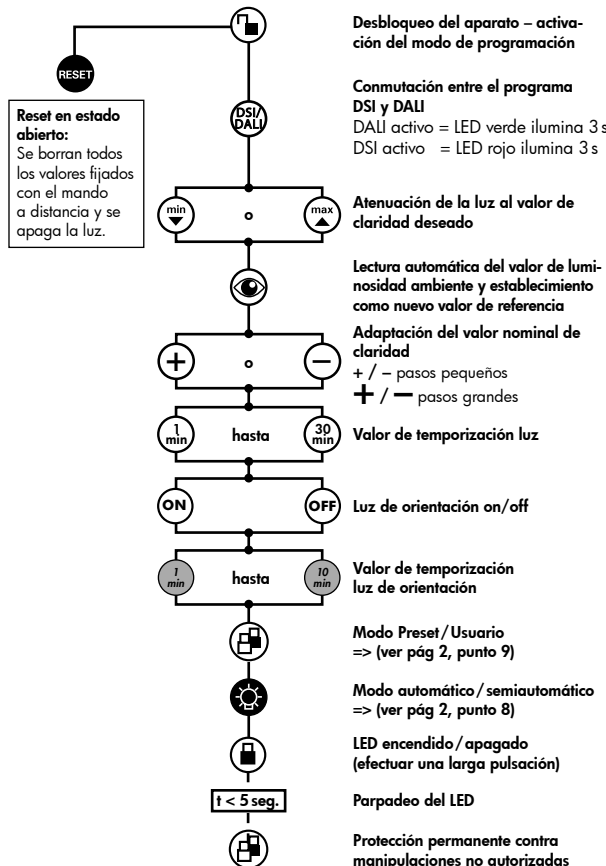 Desbloqueo del aparato – activa-
ción del modo de programación
RESET
Reset en estado
abierto:
Se borran todos
los valores fijados
con el mando
a distancia y se
apaga la luz.
DSI/
DALI
Conmutación entre el programa
DSI y DALI
DALI activo = LED verde ilumina 3 s
DSI activo = LED rojo ilumina 3 s
min
o
max
Atenuación de la luz al valor de
claridad deseado
Lectura automática del valor de lumi-
nosidad ambiente y establecimiento
como nuevo valor de referencia
+
o
–
Adaptación del valor nominal de
claridad
+ / – pasos pequeños
+ / – pasos grandes
1
min
hasta
30
min
Valor de temporización luz
ON
OFF
Luz de orientación on/off
1
min
hasta
10
min
Valor de temporización
luz de orientación
Modo Preset/Usuario
=> (ver pág 2, punto 9)
Modo automático/semiautomático
=> (ver pág 2, punto 8)
LED encendido/apagado
(efectuar una larga pulsación)
t < 5 seg.
Parpadeo del LED
Protección permanente contra
manipulaciones no autorizadas